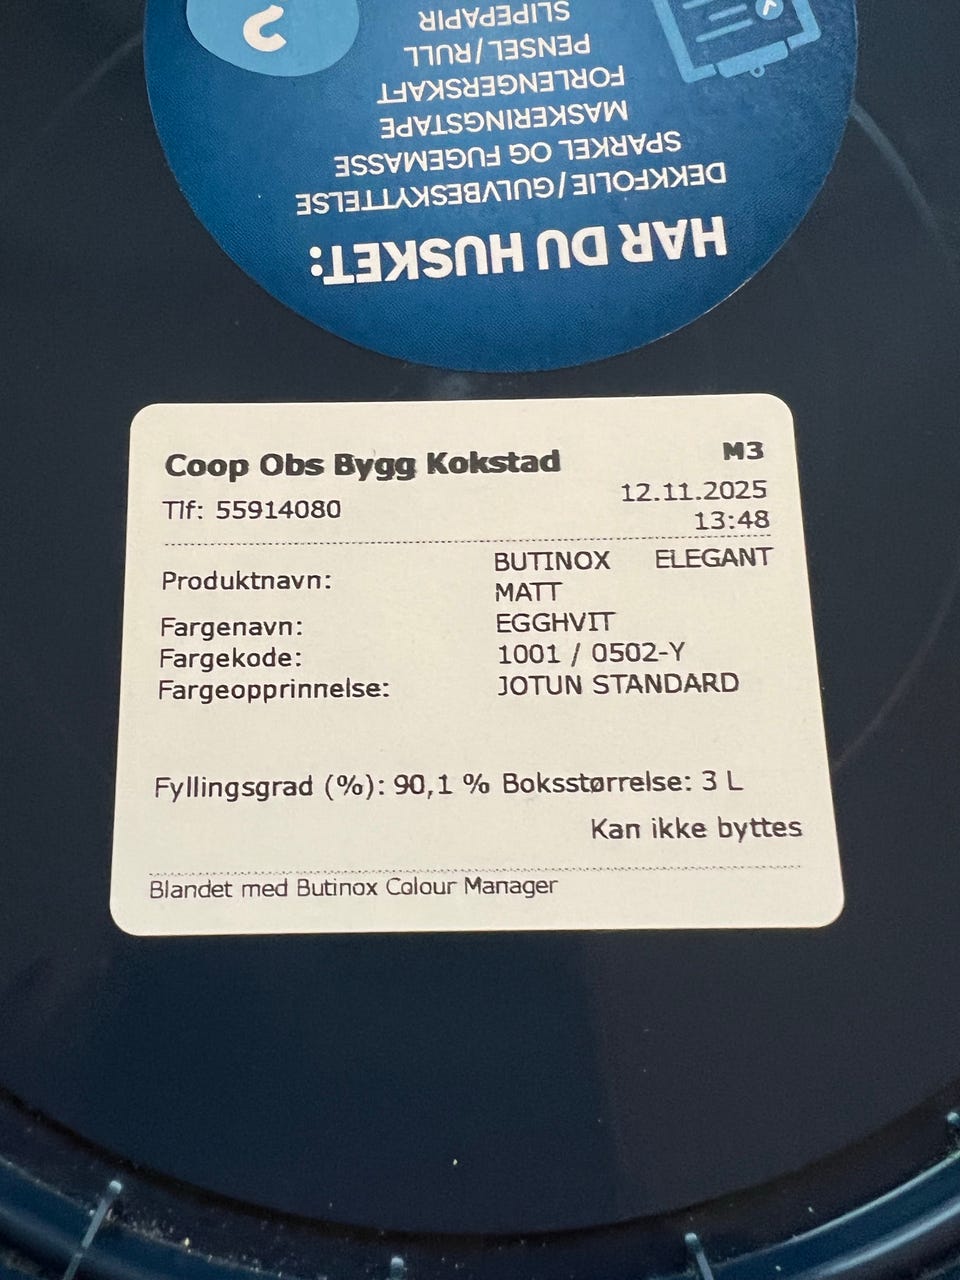 HAR DU HUSKET:
DEKKFOLIE/GULVBESKYTTELSE
SPARKEL OG FUGEMASSE
MASKERINGSTAPE
FORLENGERSKAFT
PENSEL/RULL
SLIPEPAPIR
?
Coop Obs Bygg Kokstad M3
Tlf: 55914080 12.11.2025
13:48
Produktnavn: BUTINOX ELEGANT
MATT
Fargenavn: EGGHVIT
Fargekode: 1001 / 0502-Y
Fargeopprinnelse: JOTUN STANDARD
Fyllingsgrad (%): 90,1 % Boksstørrelse: 3 L
Kan ikke byttes
Blandet med Butinox Colour Manager